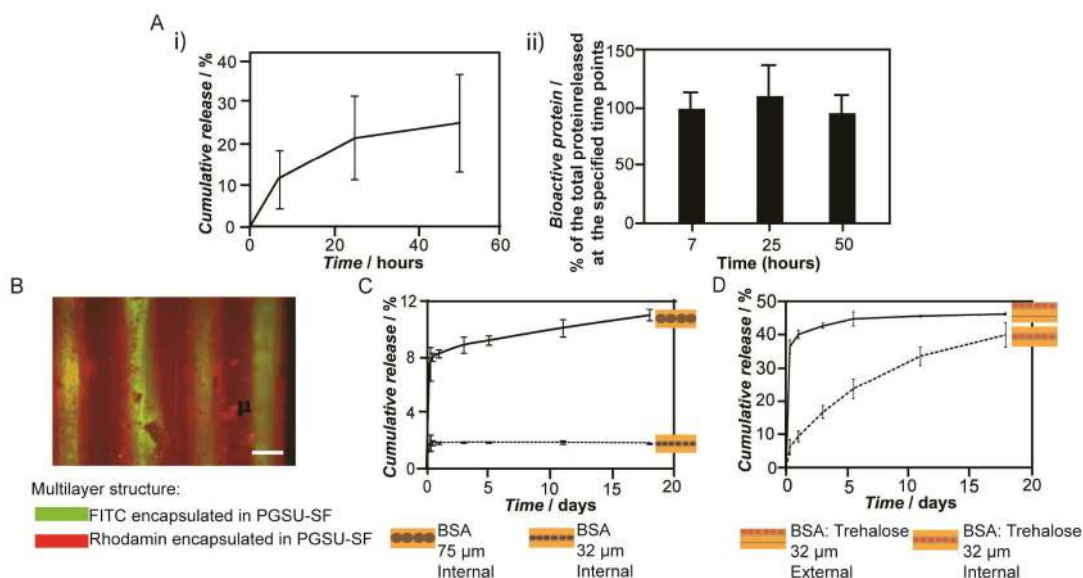 A
i)
Cumulative release / %
40
30
20
10
0
0
20
40
60
Time / hours
ii)
Bioactive protein /
% of the total proteinreleased
at the specified time points
150
100
50
0
7
25
50
Time (hours)
B
µ
Multilayer structure:
FITC encapsulated in PGSU-SF
Rhodamin encapsulated in PGSU-SF
C
Cumulative release / %
12
8
4
0
0
5
10
15
20
Time / days
BSA
75 µm
Internal
BSA
32 µm
Internal
D
Cumulative release / %
50
40
30
20
10
0
0
5
10
15
20
Time / days
BSA: Trehalose
32 µm
External
BSA: Trehalose
32 µm
Internal